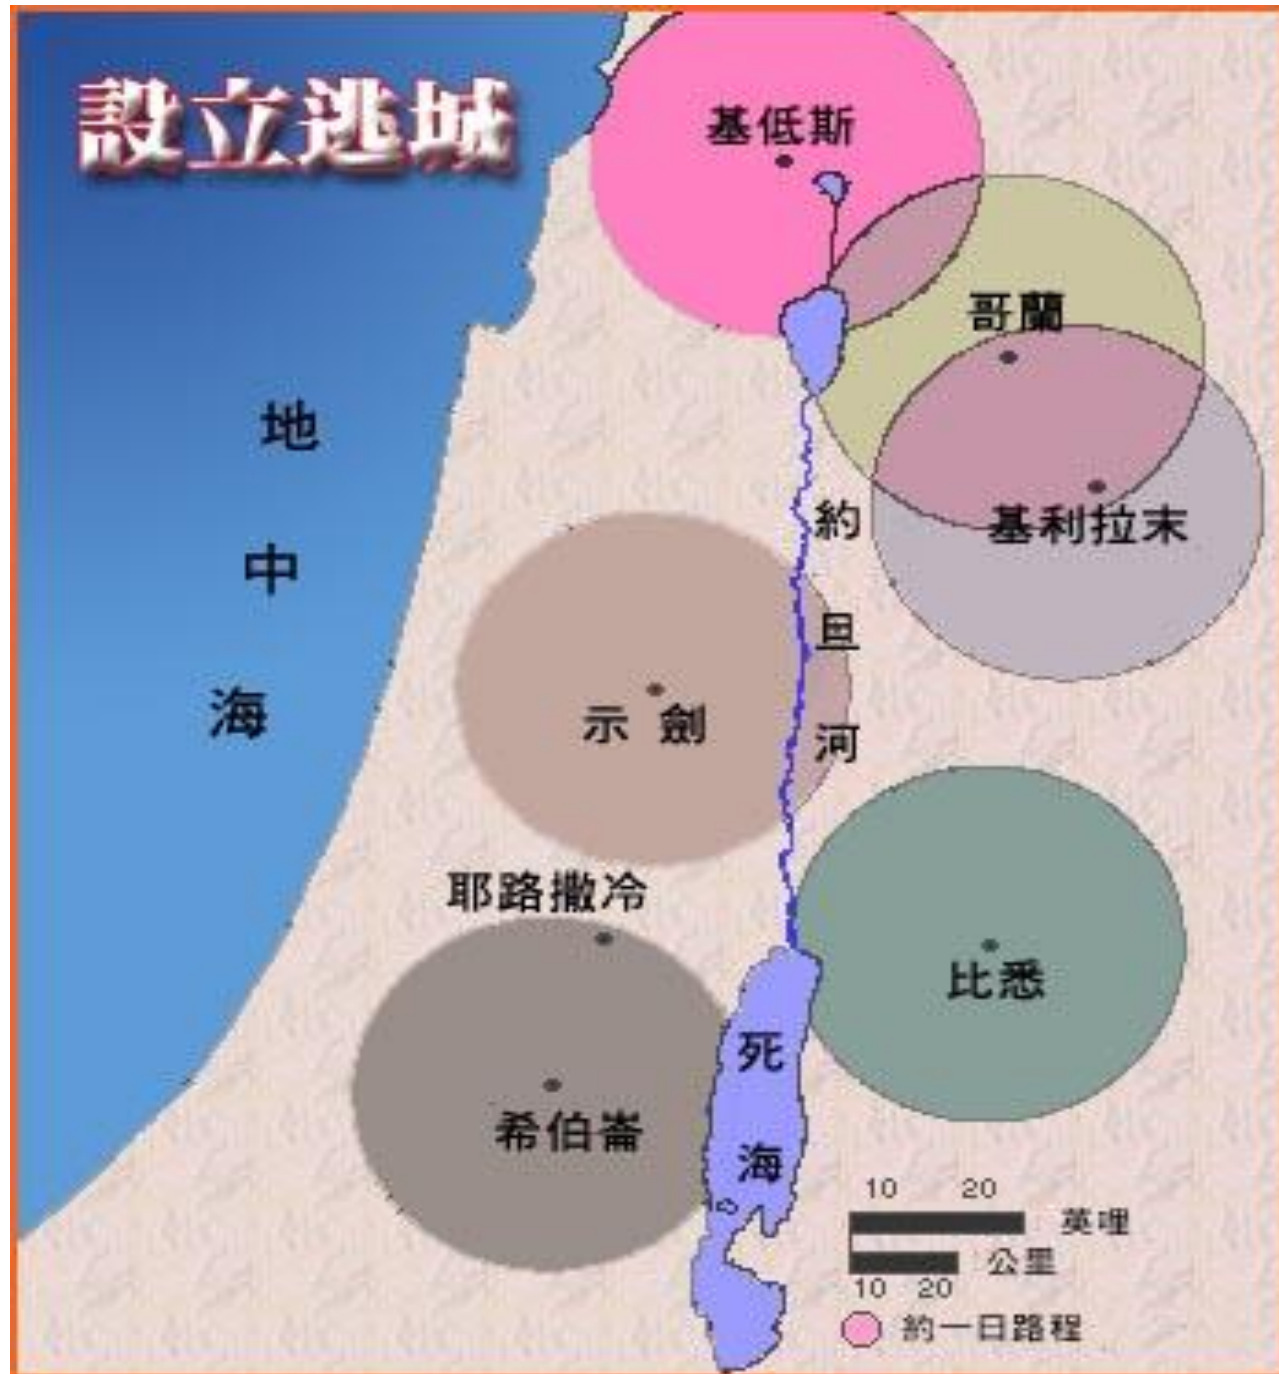 設立逃城
基低斯
哥蘭
地中海
基利拉末
約旦河
示劍
耶路撒冷
比悉
死海
希伯崙
10 20
英哩
公里
10 20
約一日路程